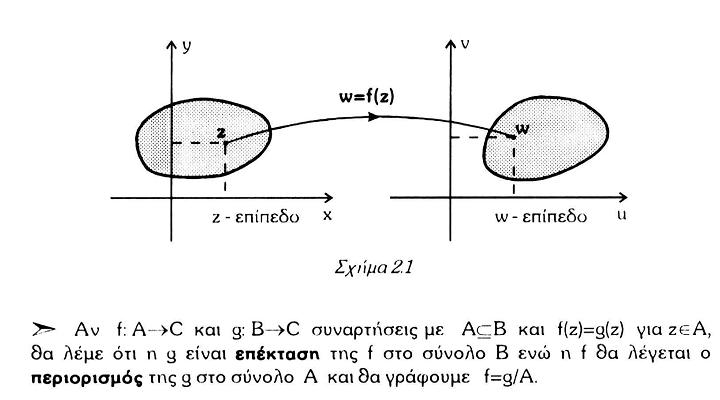 y
v
w=f(z)
z
w
z - επίπεδο x
w - επίπεδο u
Σχήμα 2.1
➢ Αν f: A→C και g: B→C συναρτήσεις με A⊆B και f(z)=g(z) για z∈A,
θα λέμε ότι η g είναι επέκταση της f στο σύνολο B ενώ η f θα λέγεται ο
περιορισμός της g στο σύνολο A και θα γράφουμε f=g/A.